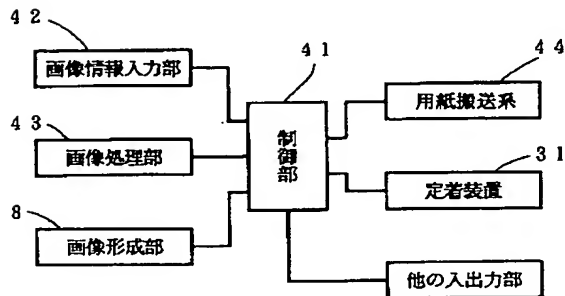 ４２
画像情報入力部
４３
画像処理部
８
画像形成部
４１
制御部
４４
用紙搬送系
３１
定着装置
他の入出力部